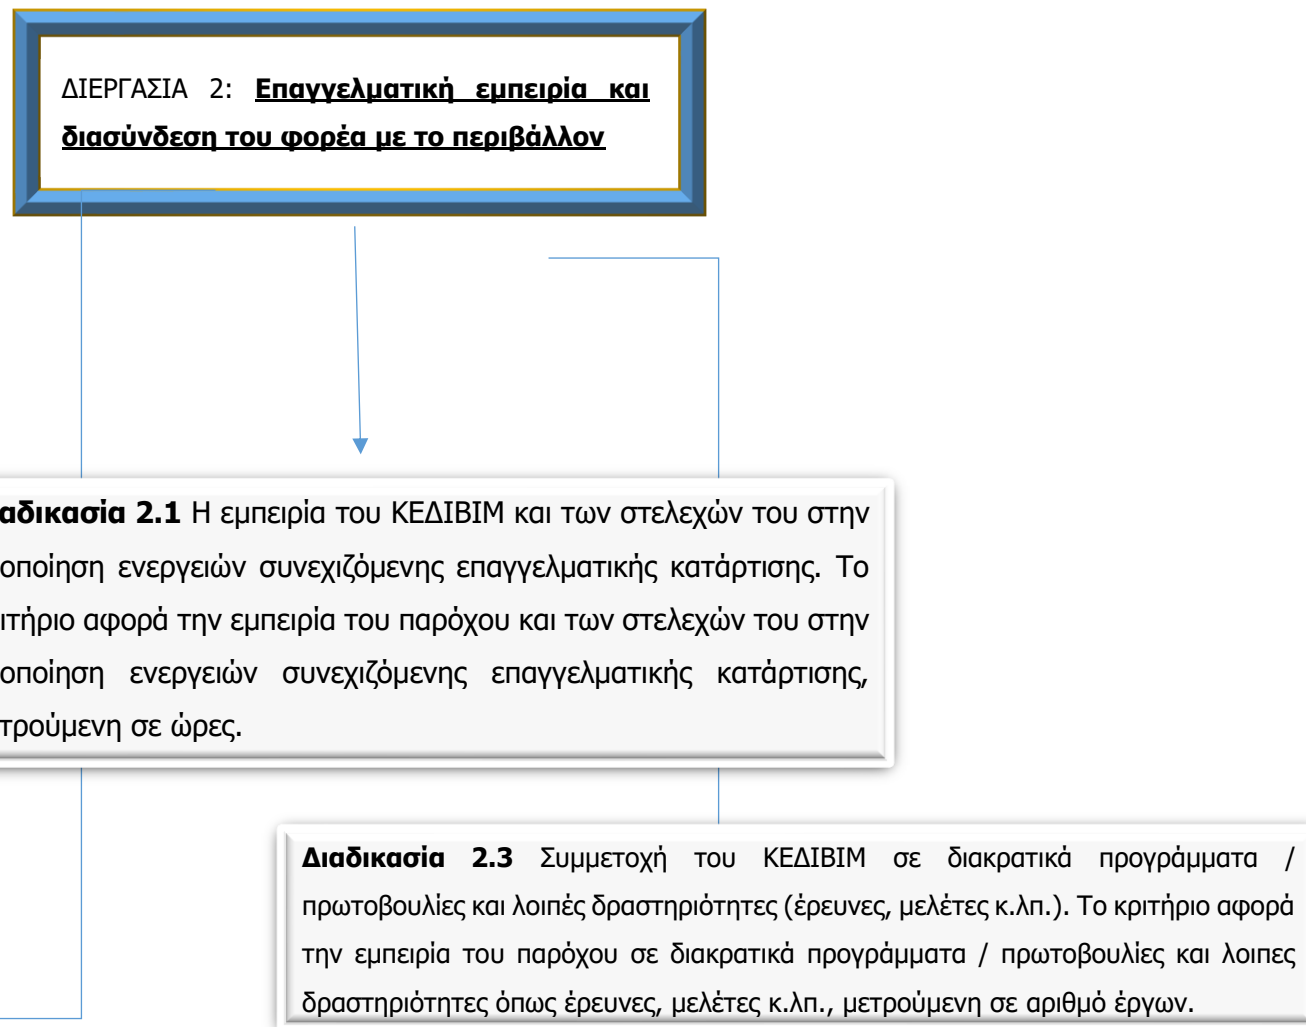 ΔΙΕΡΓΑΣΙΑ 2: Επαγγελματική εμπειρία και
διασύνδεση του φορέα με το περιβάλλον
αδικασία 2.1 Η εμπειρία του ΚΕΔΙΒΙΜ και των στελεχών του στην
οποίηση ενεργειών συνεχιζόμενης επαγγελματικής κατάρτισης. Το
ιτήριο αφορά την εμπειρία του παρόχου και των στελεχών του στην
οποίηση ενεργειών συνεχιζόμενης επαγγελματικής κατάρτισης,
τρούμενη σε ώρες.
Διαδικασία 2.3 Συμμετοχή του ΚΕΔΙΒΙΜ σε διακρατικά προγράμματα /
πρωτοβουλίες και λοιπές δραστηριότητες (έρευνες, μελέτες κ.λπ.). Το κριτήριο αφορά
την εμπειρία του παρόχου σε διακρατικά προγράμματα / πρωτοβουλίες και λοιπες
δραστηριότητες όπως έρευνες, μελέτες κ.λπ., μετρούμενη σε αριθμό έργων.